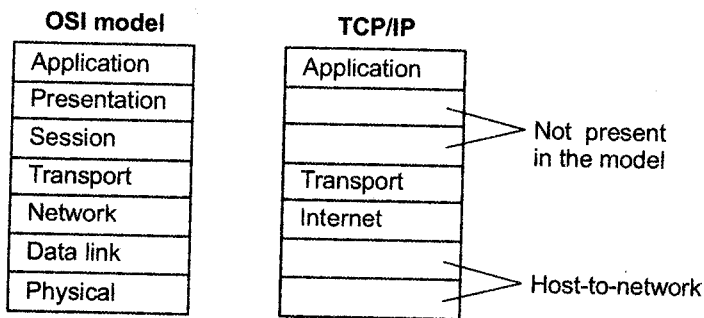 OSI model
Application
Presentation
Session
Transport
Network
Data link
Physical
TCP/IP
Application
Transport
Internet
Not present
in the model
Host-to-network